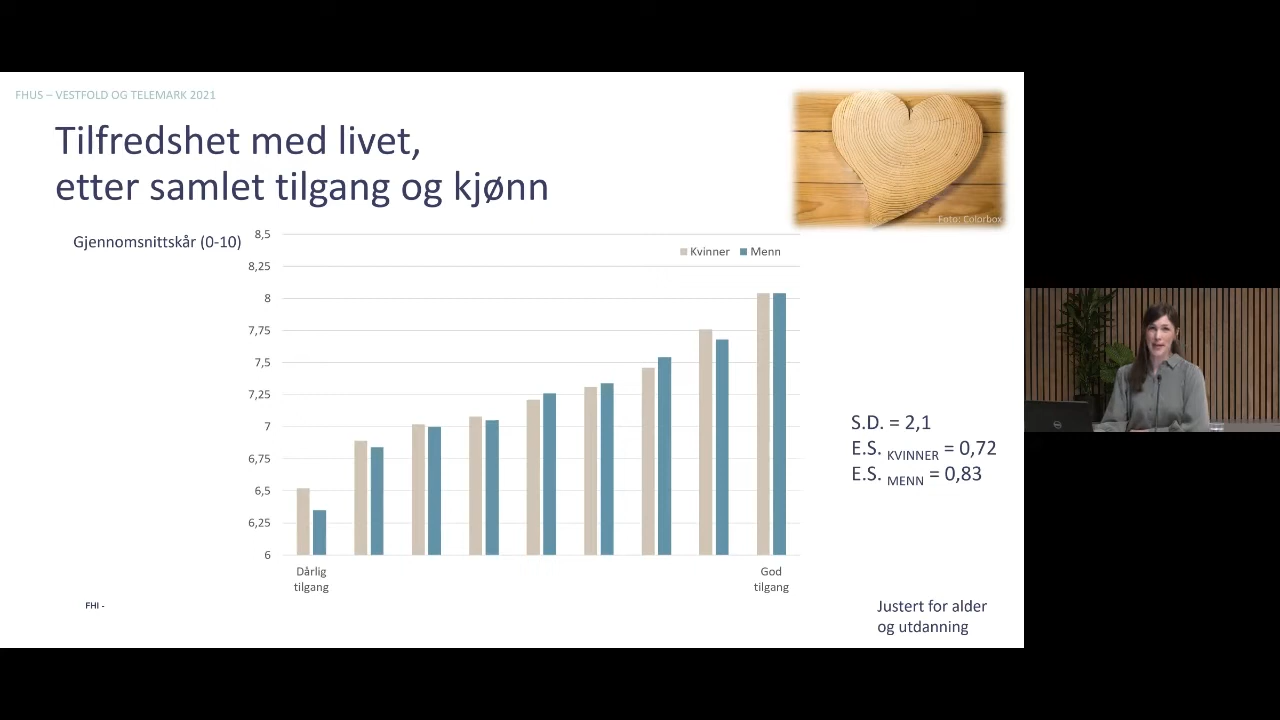 FHUS – VESTFOLD OG TELEMARK 2021
Tilfredshet med livet,
etter samlet tilgang og kjønn
Foto: Colorbox
Gjennomsnittskår (0-10)
8,5
Kvinner Menn
8,25
8
7,75
7,5
7,25
7
6,75
6,5
6,25
6
Dårlig
tilgang
God
tilgang
S.D. = 2,1
E.S. KVINNER = 0,72
E.S. MENN = 0,83
FHI -
Justert for alder
og utdanning